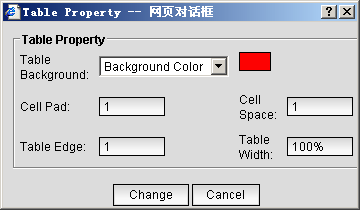 Table Property -- 网页对话框
Table Property
Table Background:
Background Color
Cell Pad:
1
Cell Space:
1
Table Edge:
1
Table Width:
100%
Change
Cancel